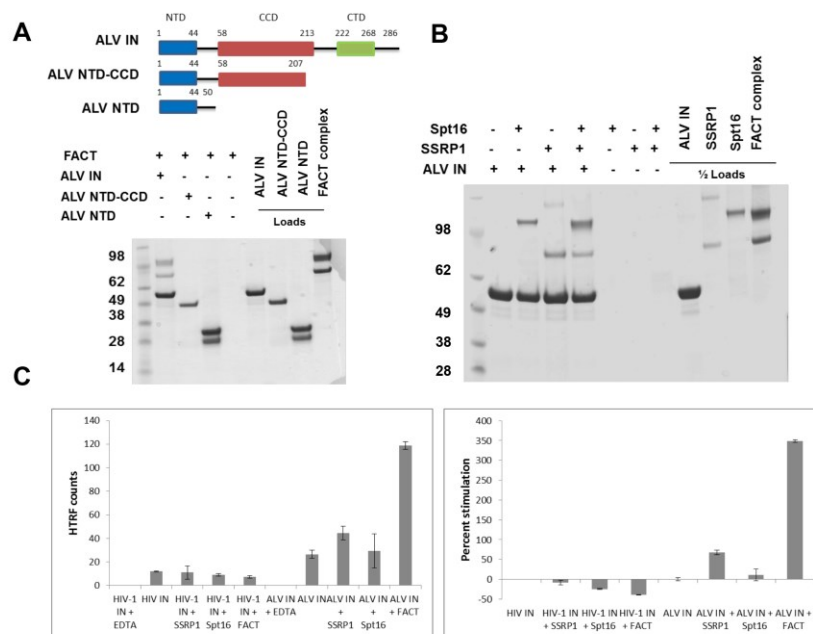 A
NTD CCD CTD
ALV IN
1 44 58 213 222 268 286
ALV NTD-CCD
1 44 58 207
ALV NTD
1 44 50
FACT + + + +
ALV IN + - - -
ALV NTD-CCD - + - -
ALV NTD - - + -
ALV IN
ALV NTD-CCD
ALV NTD
FACT complex
Loads
98
62
49
38
28
14
B
Spt16 - + - + + - +
SSRP1 - - + + - + +
ALV IN + + + + - - -
ALV IN
SSRP1
Spt16
FACT complex
½ Loads
98
62
49
38
28
C
HTRF counts
140
120
100
80
60
40
20
0
HIV-1 IN + EDTA
HIV IN
HIV-1 IN + SSRP1
HIV-1 IN + Spt16
HIV-1 IN + FACT
ALV IN + EDTA
ALV IN
ALV IN + SSRP1
ALV IN + Spt16
ALV IN + FACT
Percent stimulation
400
350
300
250
200
150
100
50
0
-50
HIV IN
HIV-1 IN + SSRP1
HIV-1 IN + Spt16
HIV-1 IN + FACT
ALV IN
ALV IN + SSRP1
ALV IN + Spt16
ALV IN + FACT